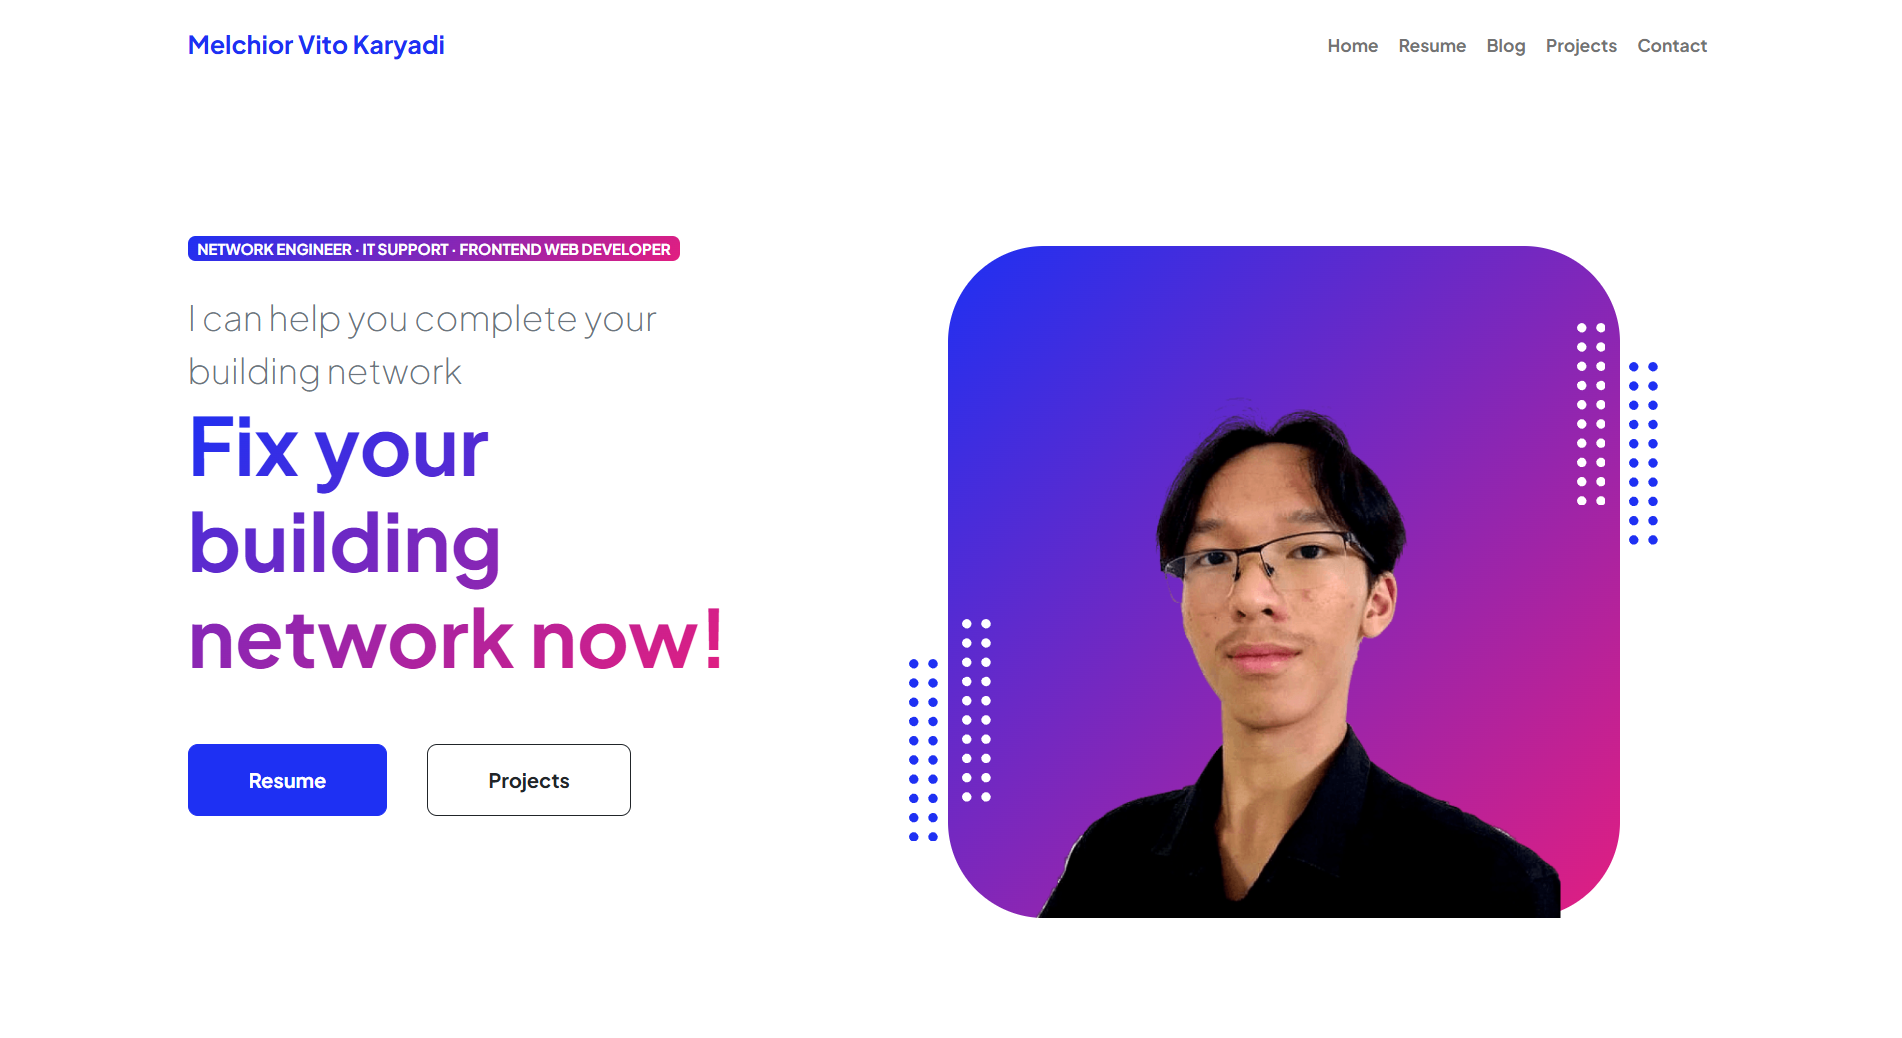 Melchior Vito Karyadi
Home Resume Blog Projects Contact
NETWORK ENGINEER · IT SUPPORT · FRONTEND WEB DEVELOPER
I can help you complete your
building network
Fix your
building
network now!
Resume
Projects